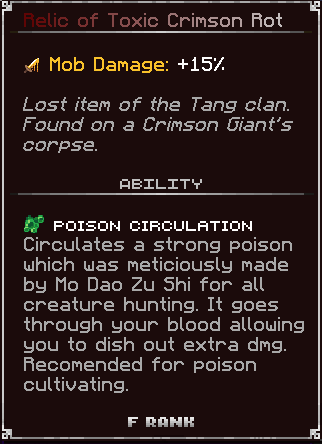 Relic of Toxic Crimson Rot
Mob Damage: +15%
Lost item of the Tang clan.
Found on a Crimson Giant's
corpse.
ABILITY
POISON CIRCULATION
Circulates a strong poison
which was meticiously made
by Mo Dao Zu Shi for all
creature hunting. It goes
through your blood allowing
you to dish out extra dmg.
Recomended for poison
cultivating.
F RANK